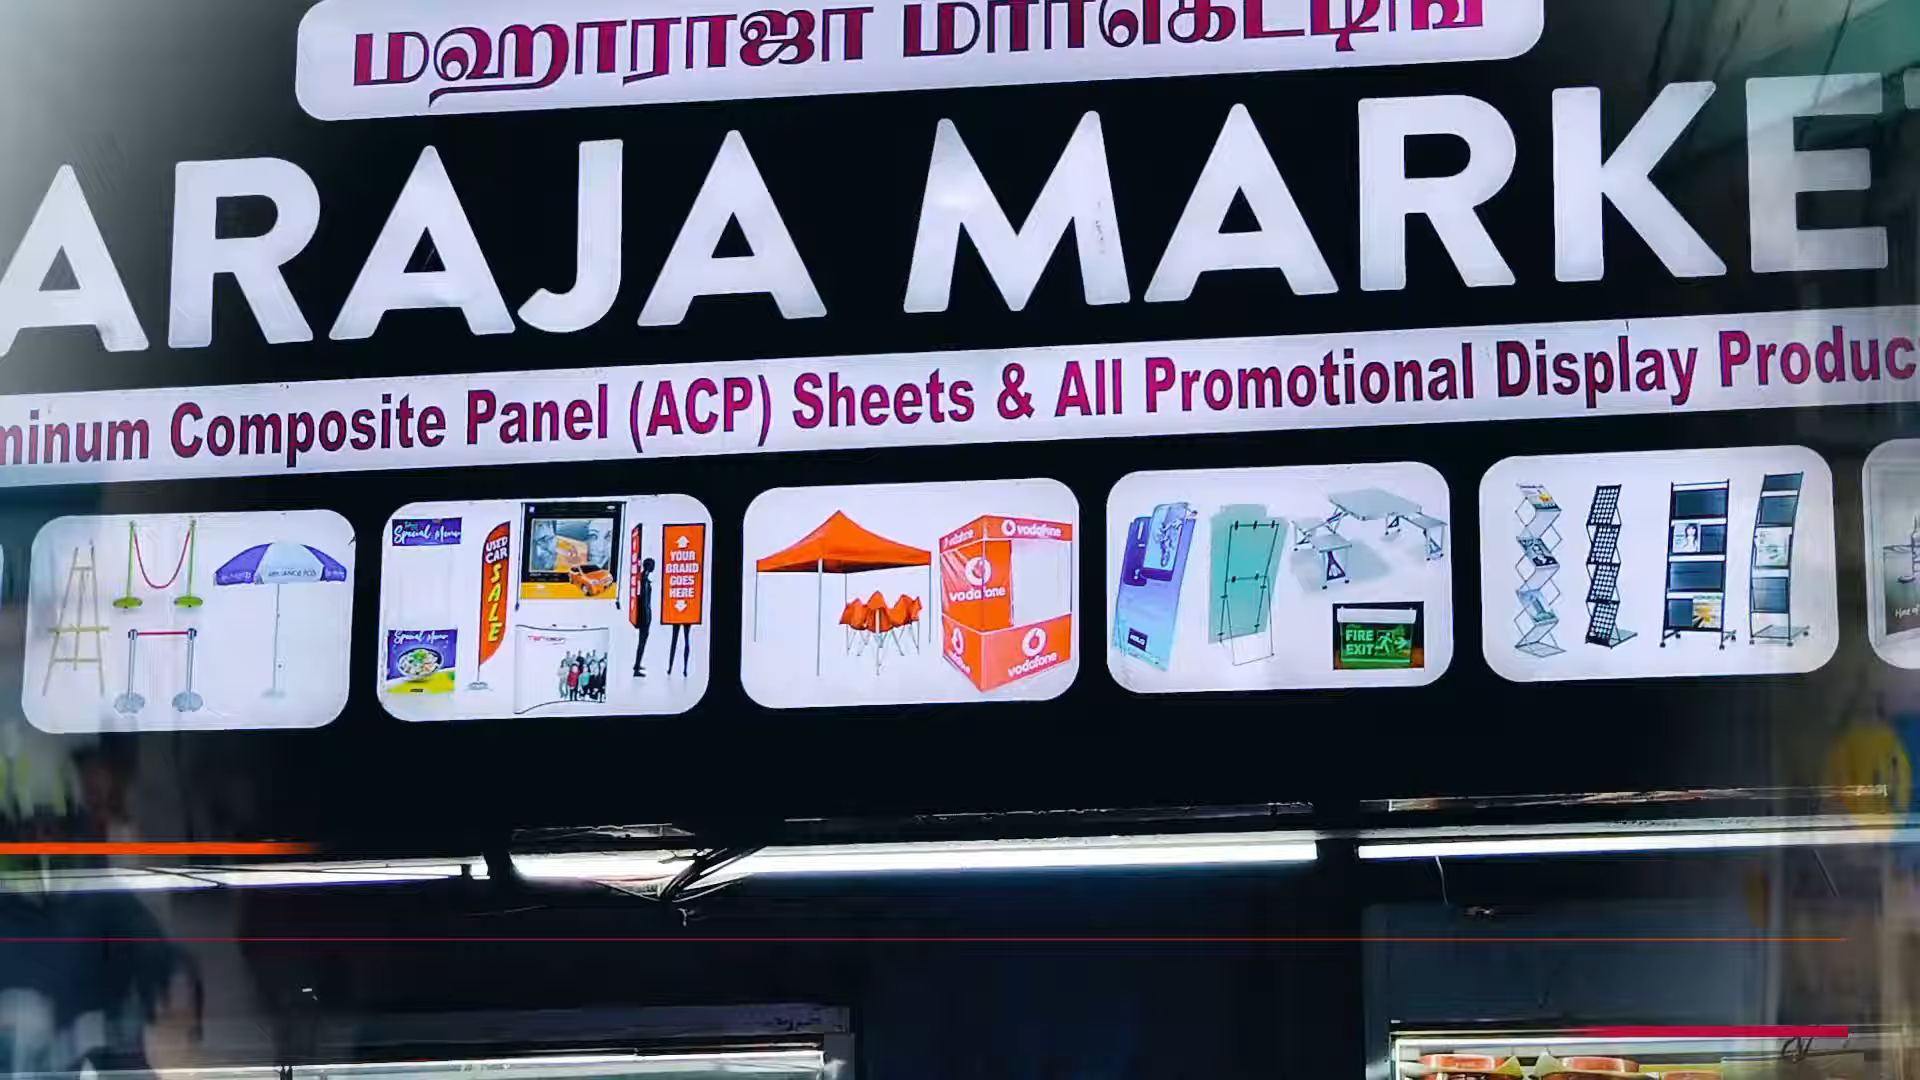 மஹாராஜா மார்கெட்டிங்
ARAJA MARKE
minum Composite Panel (ACP) Sheets & All Promotional Display Produc
Special Menu
USED CAR SALE
YOUR BRAND GOES HERE
Special Menu
vodafone
vodafone
vodafone
vodafone
FIRE EXIT